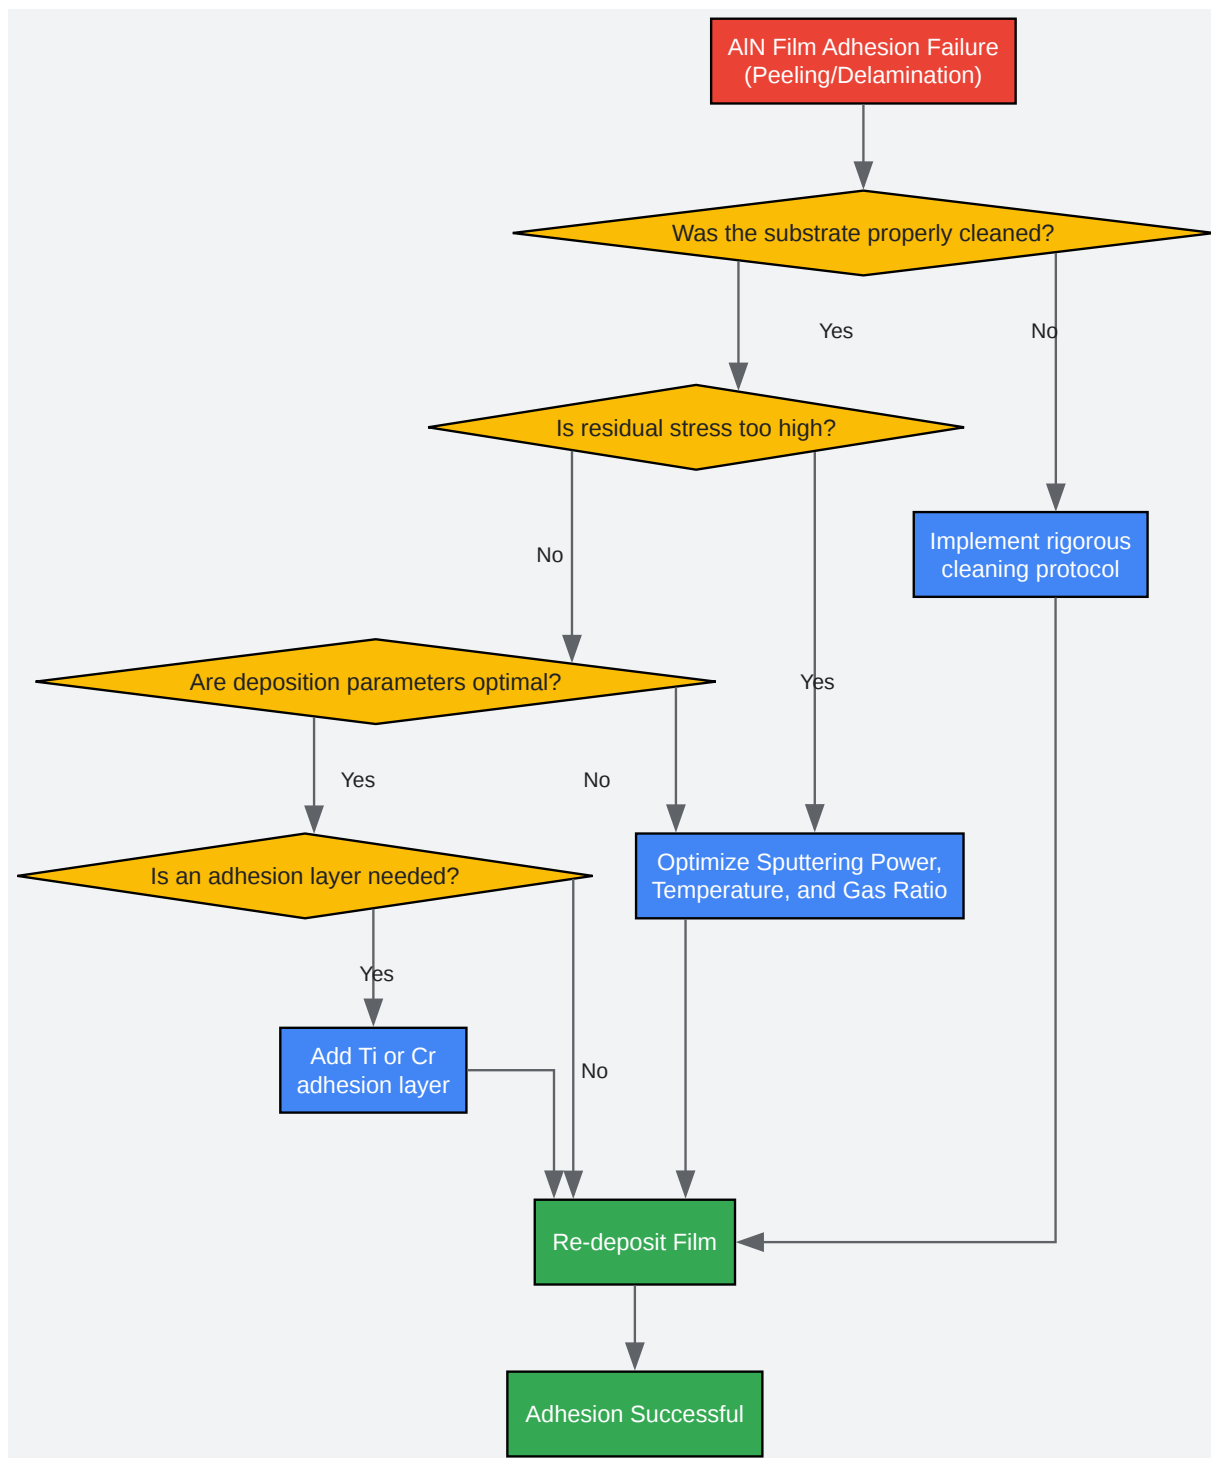 AlN Film Adhesion Failure
(Peeling/Delamination)
Was the substrate properly cleaned?
Yes
No
Is residual stress too high?
Implement rigorous
cleaning protocol
No
Are deposition parameters optimal?
Yes
Yes
No
Is an adhesion layer needed?
Optimize Sputtering Power,
Temperature, and Gas Ratio
Yes
Add Ti or Cr
adhesion layer
No
Re-deposit Film
Adhesion Successful